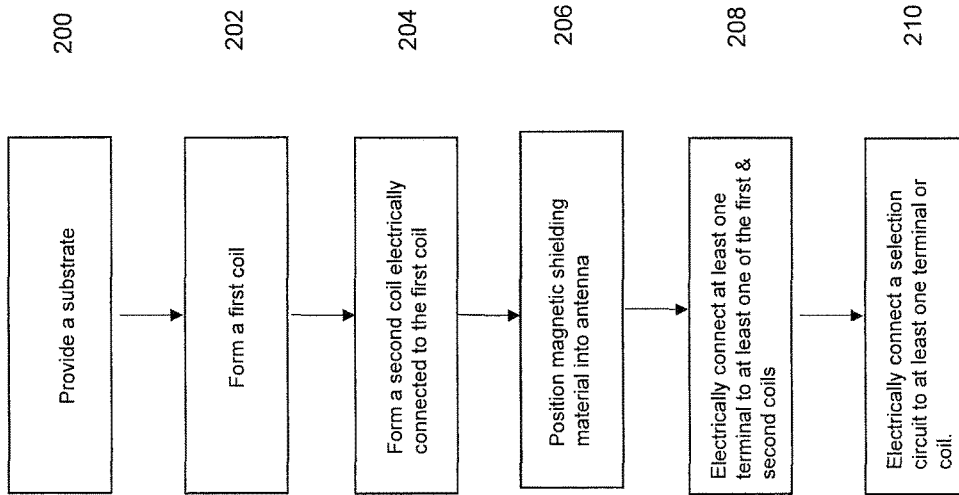 Provide a substrate
200
Form a first coil
202
Form a second coil electrically
connected to the first coil
204
Position magnetic shielding
material into antenna
206
Electrically connect at least one
terminal to at least one of the first &
second coils
208
Electrically connect a selection
circuit to at least one terminal or
coil.
210